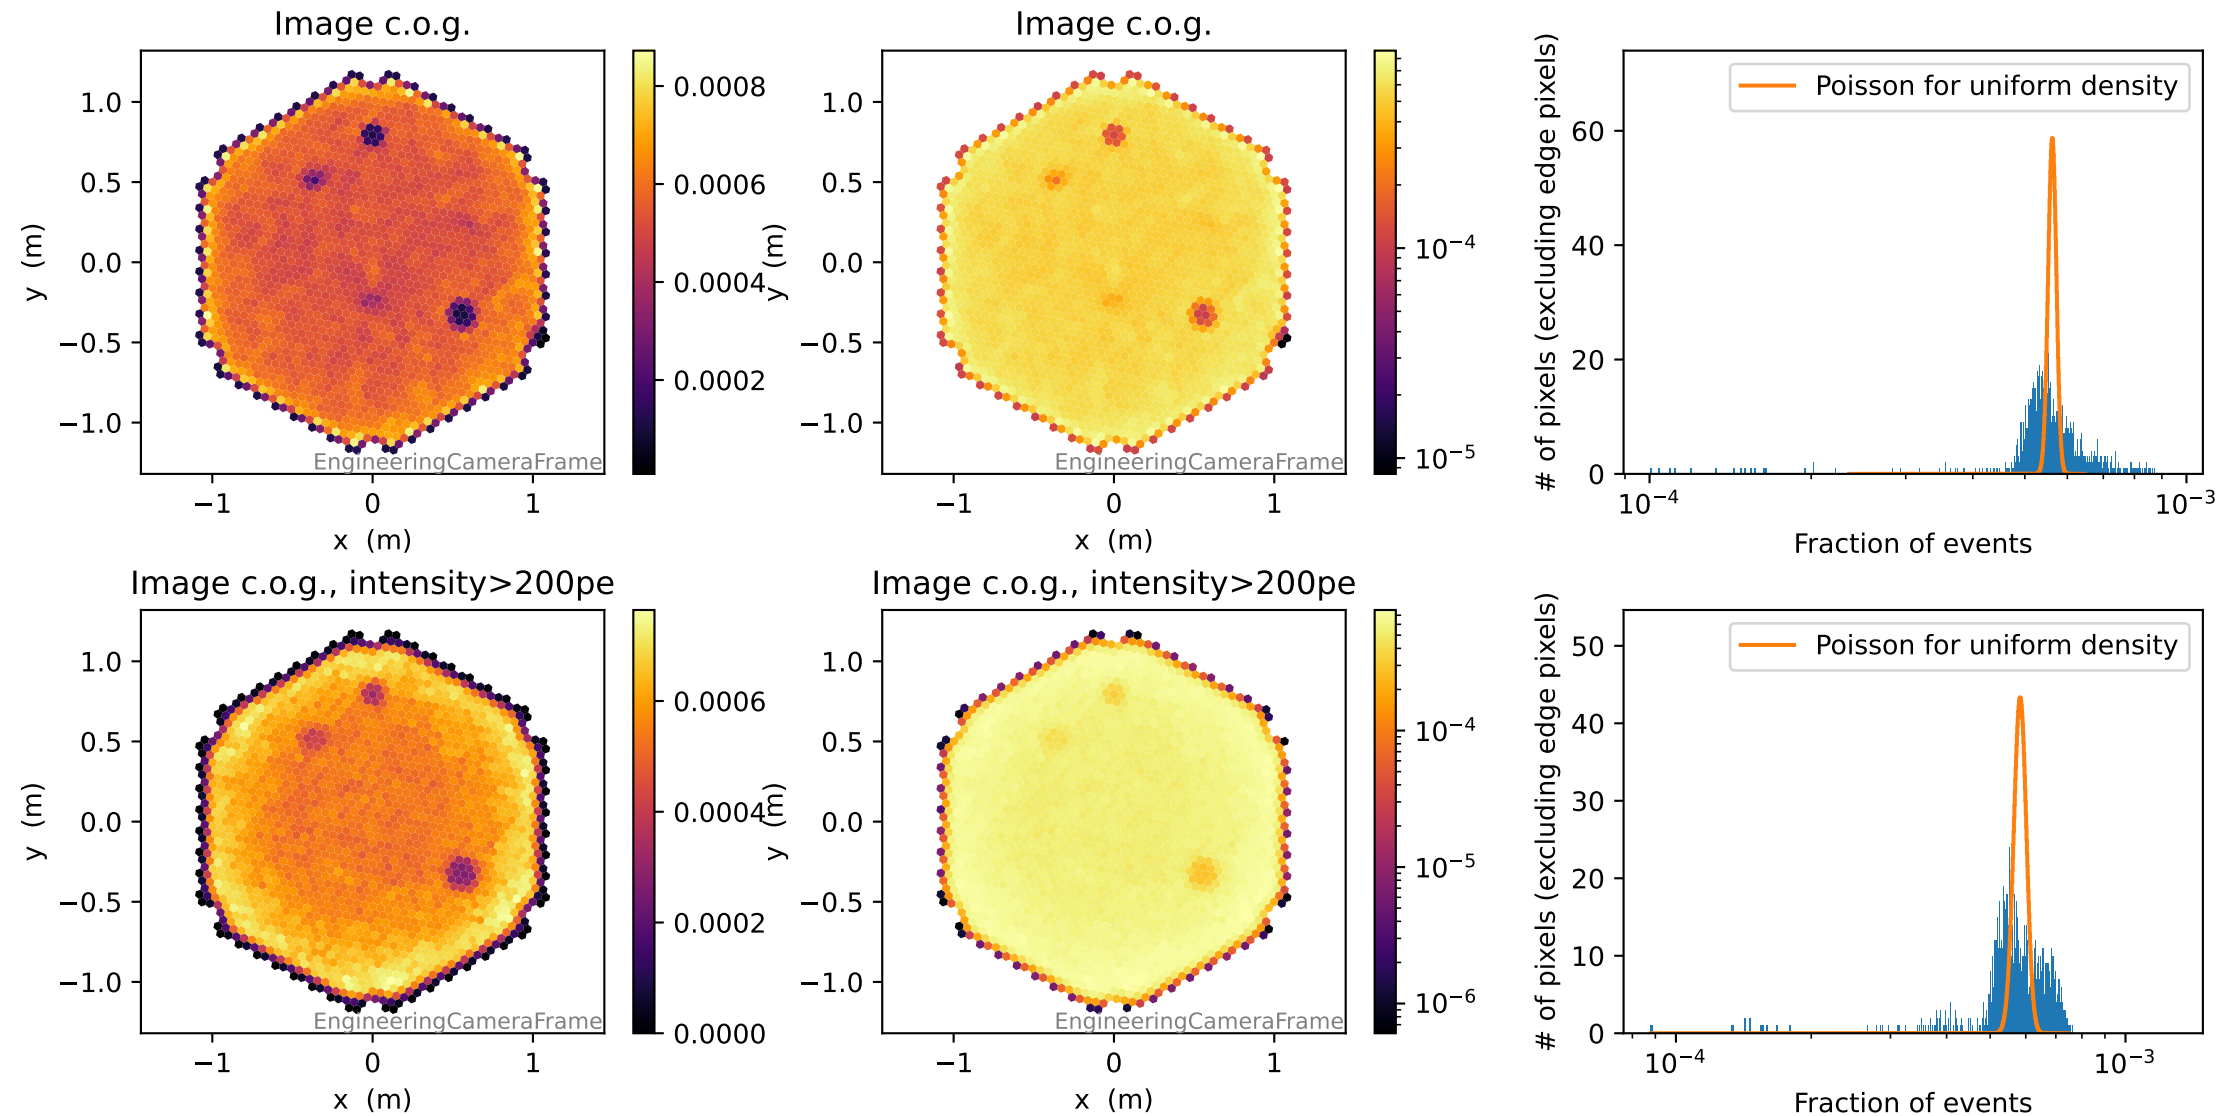 Image c.o.g.
y (m)
1.0
0.5
0.0
−0.5
−1.0
−1
0
1
x (m)
EngineeringCameraFrame
0.0008
0.0006
0.0004
0.0002
Image c.o.g.
y (m)
1.0
0.5
0.0
−0.5
−1.0
−1
0
1
x (m)
EngineeringCameraFrame
10⁻⁴
10⁻⁵
# of pixels (excluding edge pixels)
60
40
20
0
Poisson for uniform density
10⁻⁴
10⁻³
Fraction of events
Image c.o.g., intensity>200pe
y (m)
1.0
0.5
0.0
−0.5
−1.0
−1
0
1
x (m)
EngineeringCameraFrame
0.0006
0.0004
0.0002
0.0000
Image c.o.g., intensity>200pe
y (m)
1.0
0.5
0.0
−0.5
−1.0
−1
0
1
x (m)
EngineeringCameraFrame
10⁻⁴
10⁻⁵
10⁻⁶
# of pixels (excluding edge pixels)
50
40
30
20
10
0
Poisson for uniform density
10⁻⁴
10⁻³
Fraction of events